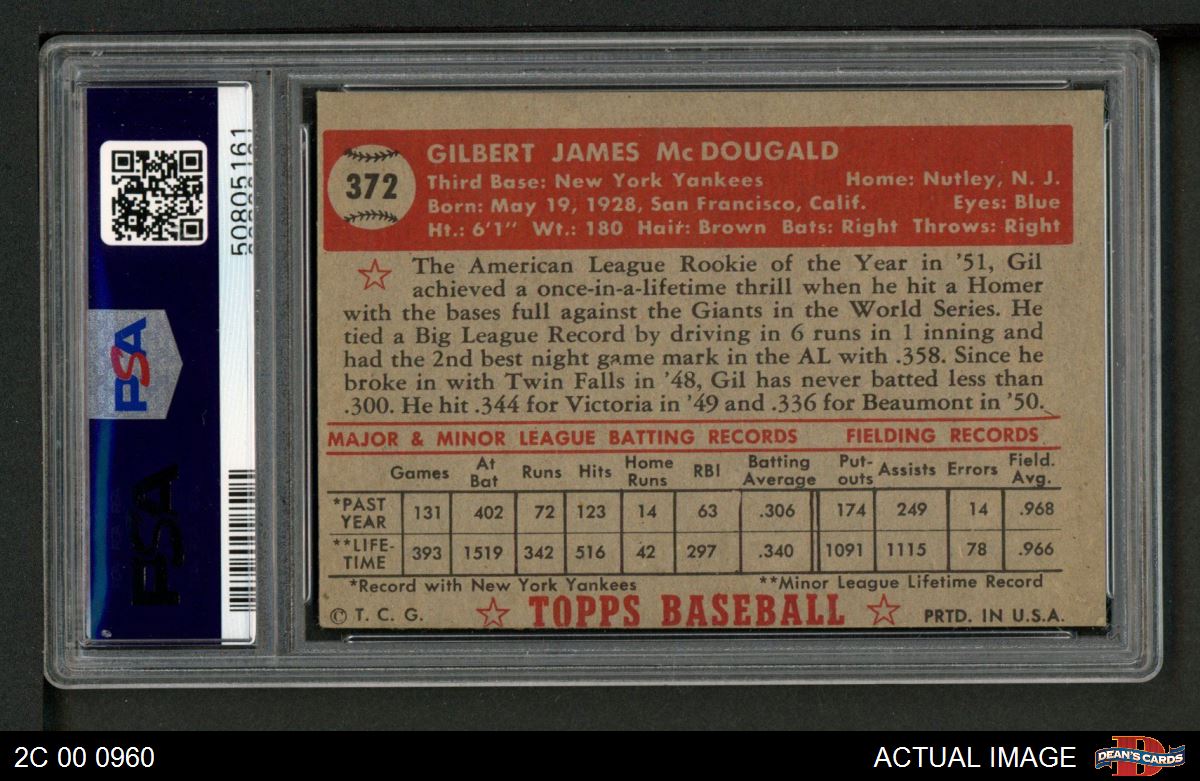 50805161
PSA
PSA
372
GILBERT JAMES McDOUGALD
Third Base: New York Yankees Home: Nutley, N. J.
Born: May 19, 1928, San Francisco, Calif. Eyes: Blue
Ht.: 6'1" Wt.: 180 Hair: Brown Bats: Right Throws: Right
The American League Rookie of the Year in '51, Gil
achieved a once-in-a-lifetime thrill when he hit a Homer
with the bases full against the Giants in the World Series. He
tied a Big League Record by driving in 6 runs in 1 inning and
had the 2nd best night game mark in the AL with .358. Since he
broke in with Twin Falls in '48, Gil has never batted less than
.300. He hit .344 for Victoria in '49 and .336 for Beaumont in '50.
MAJOR & MINOR LEAGUE BATTING RECORDS FIELDING RECORDS
Games At Bat Runs Hits Home Runs RBI Batting Average Put-outs Assists Errors Field. Avg.
*PAST YEAR 131 402 72 123 14 63 .306 174 249 14 .968
**LIFE-TIME 393 1519 342 516 42 297 .340 1091 1115 78 .966
*Record with New York Yankees **Minor League Lifetime Record
© T. C. G. TOPPS BASEBALL PRTD. IN U.S.A.
2C 00 0960 ACTUAL IMAGE D DEAN'S CARDS